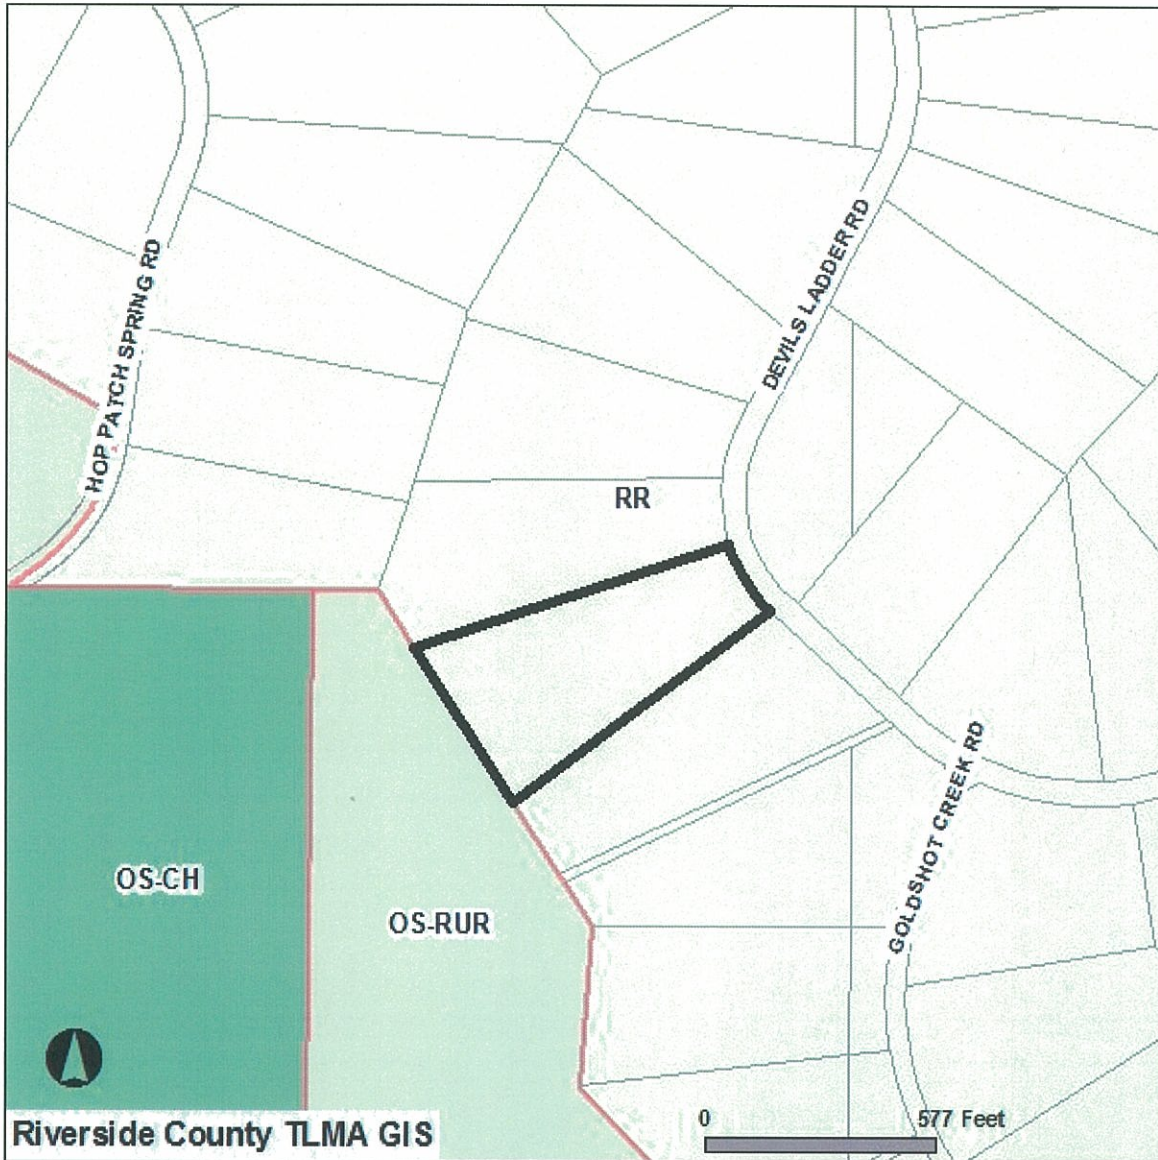 HOP PATCH SPRING RD
DEVILS LADDER RD
RR
GOLDSHOT CREEK RD
OS-CH
OS-RUR
Riverside County TLMA GIS
0 577 Feet